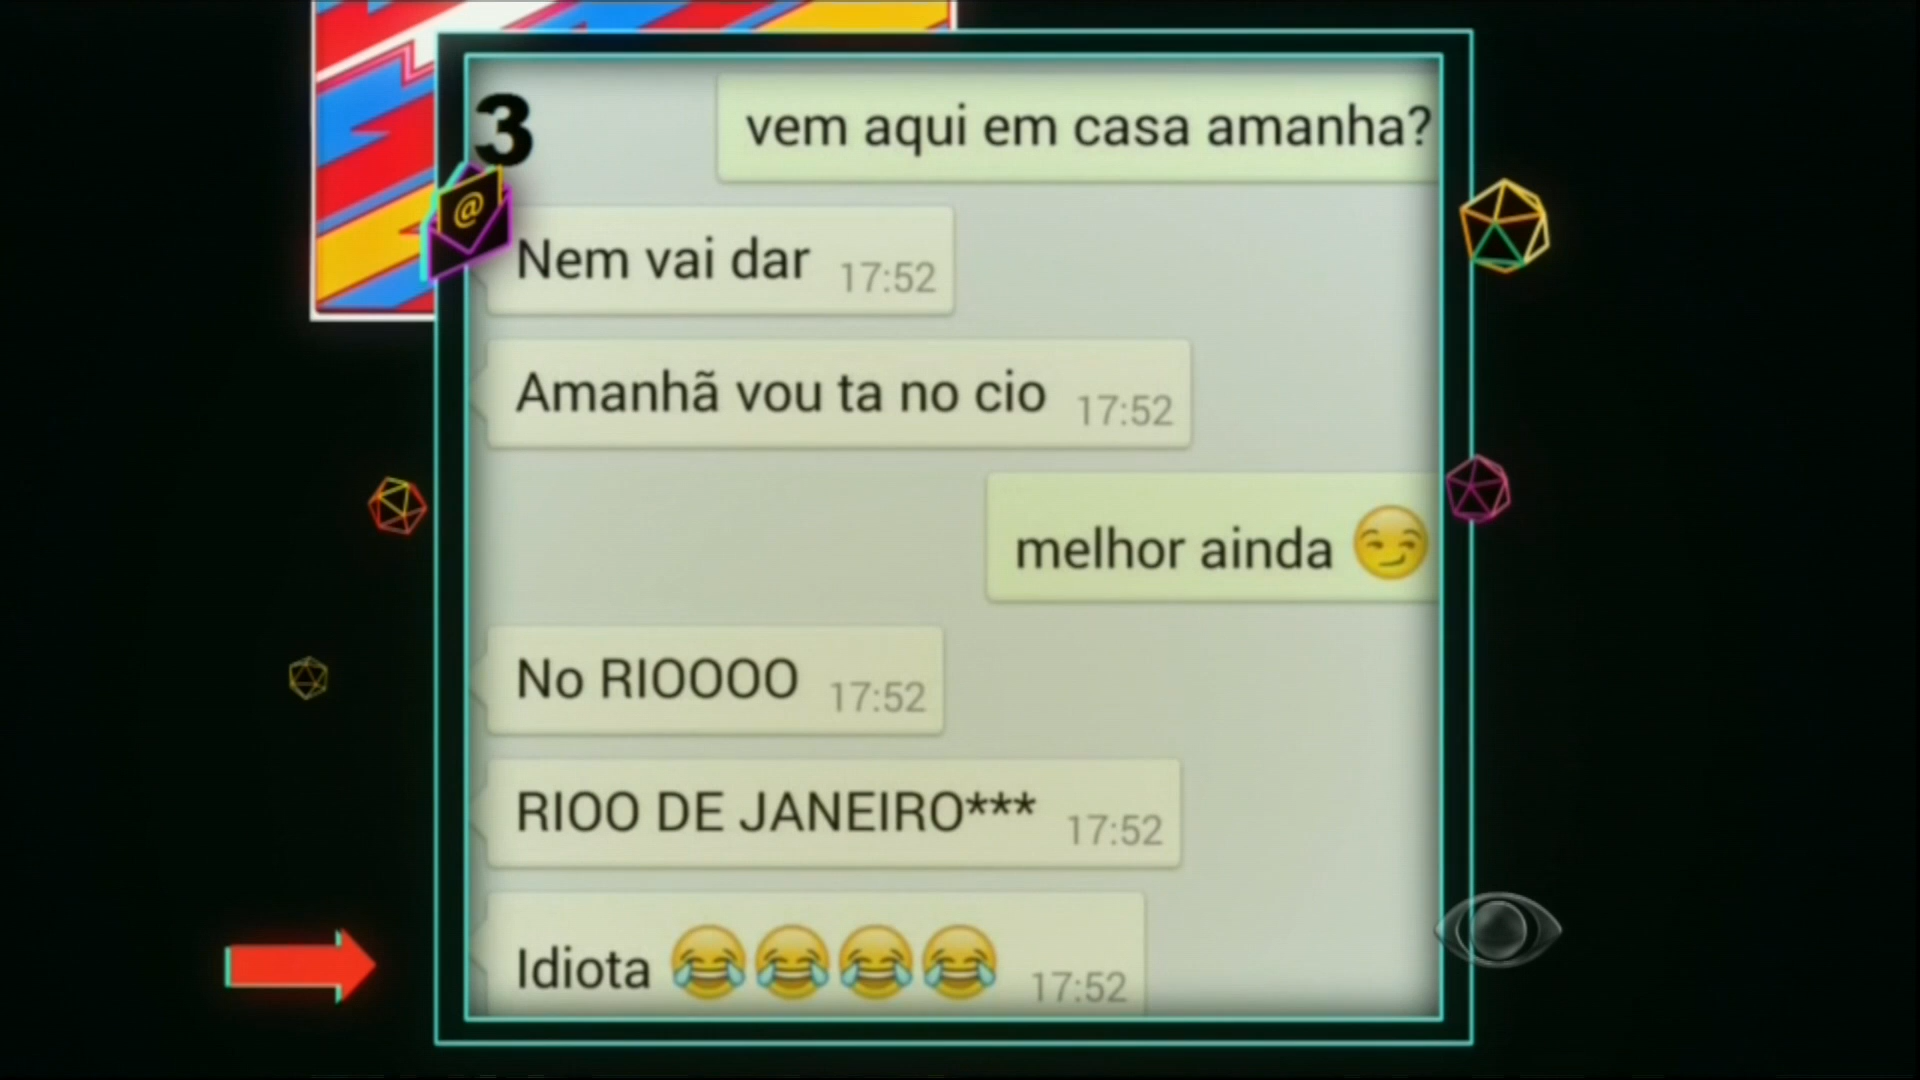 3
vem aqui em casa amanha?
@
Nem vai dar 17:52
Amanhã vou ta no cio 17:52
melhor ainda 😏
No RIOOOO 17:52
RIOO DE JANEIRO*** 17:52
Idiota 😂😂😂😂 17:52